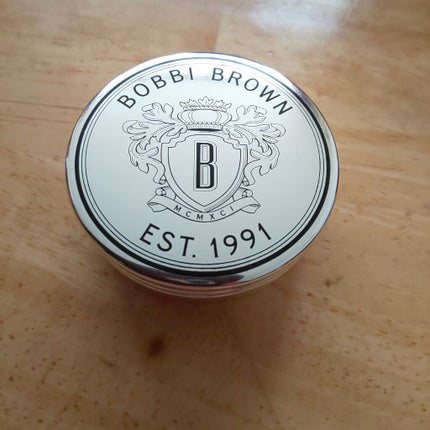 BOBBI BROWN
B
MCMXCI
EST. 1991